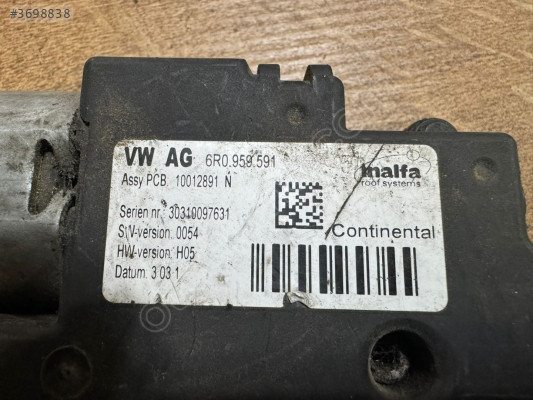 #3698838
VW AG 6R0.959.591
Assy PCB. 10012891 N
inalfa
roof systems
Serien nr. 30310097631
SW-version. 0054
Continental
HW-version. H05
Datum. 3 03 1